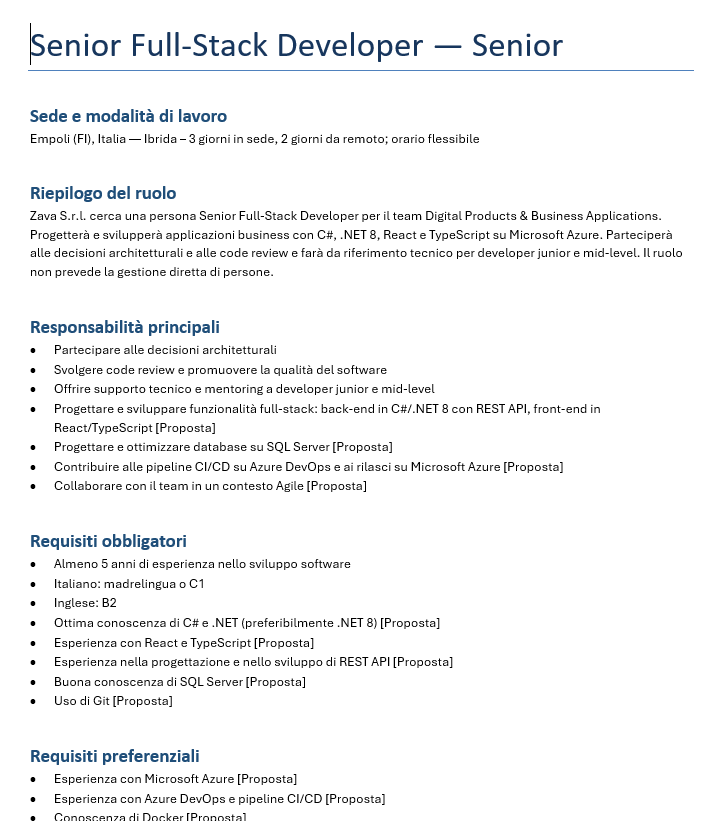 Senior Full-Stack Developer — Senior
Sede e modalità di lavoro
Empoli (FI), Italia — Ibrida – 3 giorni in sede, 2 giorni da remoto; orario flessibile
Riepilogo del ruolo
Zava S.r.l. cerca una persona Senior Full-Stack Developer per il team Digital Products & Business Applications.
Progetterà e svilupperà applicazioni business con C#, .NET 8, React e TypeScript su Microsoft Azure. Parteciperà
alle decisioni architetturali e alle code review e farà da riferimento tecnico per developer junior e mid-level. Il ruolo
non prevede la gestione diretta di persone.
Responsabilità principali
• Partecipare alle decisioni architetturali
• Svolgere code review e promuovere la qualità del software
• Offrire supporto tecnico e mentoring a developer junior e mid-level
• Progettare e sviluppare funzionalità full-stack: back-end in C#/.NET 8 con REST API, front-end in
React/TypeScript [Proposta]
• Progettare e ottimizzare database su SQL Server [Proposta]
• Contribuire alle pipeline CI/CD su Azure DevOps e ai rilasci su Microsoft Azure [Proposta]
• Collaborare con il team in un contesto Agile [Proposta]
Requisiti obbligatori
• Almeno 5 anni di esperienza nello sviluppo software
• Italiano: madrelingua o C1
• Inglese: B2
• Ottima conoscenza di C# e .NET (preferibilmente .NET 8) [Proposta]
• Esperienza con React e TypeScript [Proposta]
• Esperienza nella progettazione e nello sviluppo di REST API [Proposta]
• Buona conoscenza di SQL Server [Proposta]
• Uso di Git [Proposta]
Requisiti preferenziali
• Esperienza con Microsoft Azure [Proposta]
• Esperienza con Azure DevOps e pipeline CI/CD [Proposta]
• Conoscenza di Docker [Proposta]